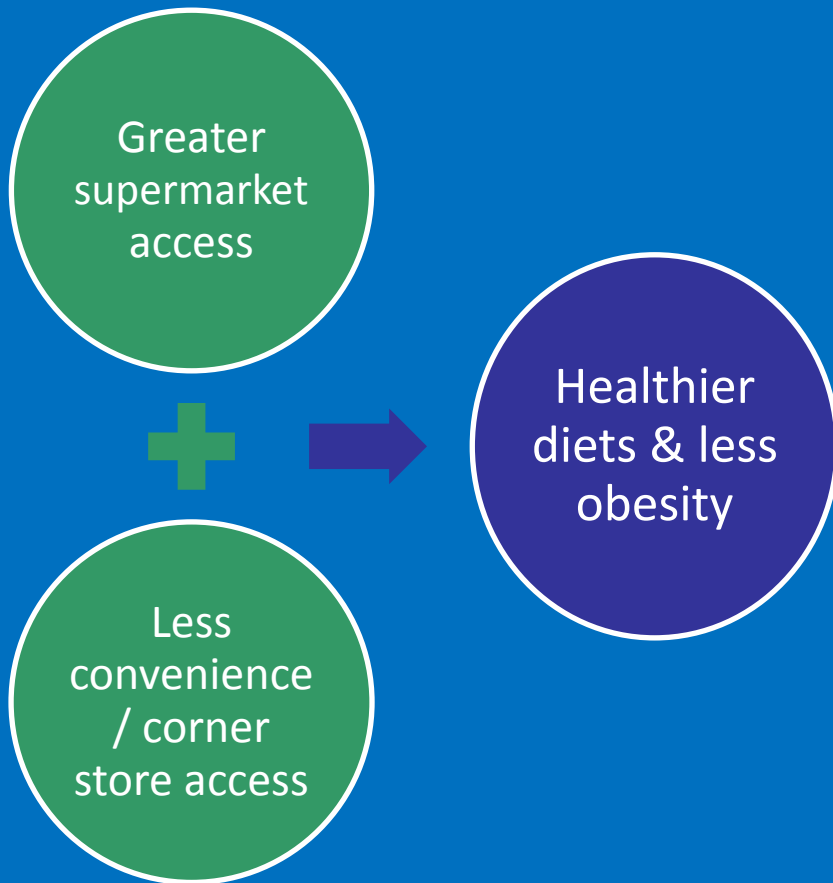 Greater
supermarket
access
Less
convenience
/ corner
store access
Healthier
diets & less
obesity